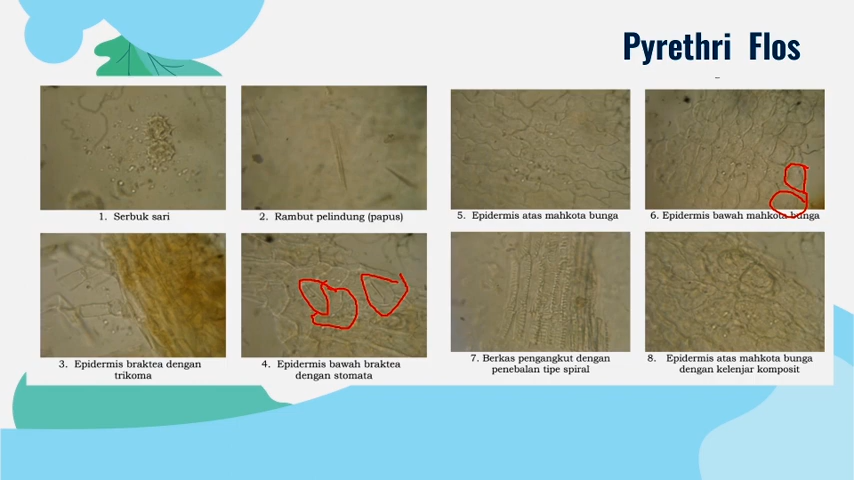 Pyrethri Flos
1. Serbuk sari
2. Rambut pelindung (papus)
5. Epidermis atas mahkota bunga
6. Epidermis bawah mahkota bunga
3. Epidermis braktea dengan
trikoma
4. Epidermis bawah braktea
dengan stomata
7. Berkas pengangkut dengan
penebalan tipe spiral
8. Epidermis atas mahkota bunga
dengan kelenjar komposit